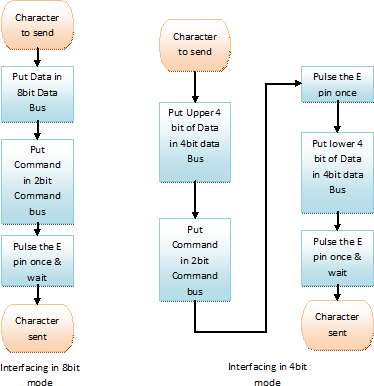 Character
to send
Put Data in
8bit Data
Bus
Put
Command
in 2bit
Command
bus
Pulse the E
pin once &
wait
Character
sent
Interfacing in 8bit
mode
Character
to send
Put Upper 4
bit of Data
in 4bit data
Bus
Put
Command
in 2bit
Command
bus
Pulse the E
pin once
Put lower 4
bit of Data
in 4bit data
Bus
Pulse the E
pin once &
wait
Character
sent
Interfacing in 4bit
mode